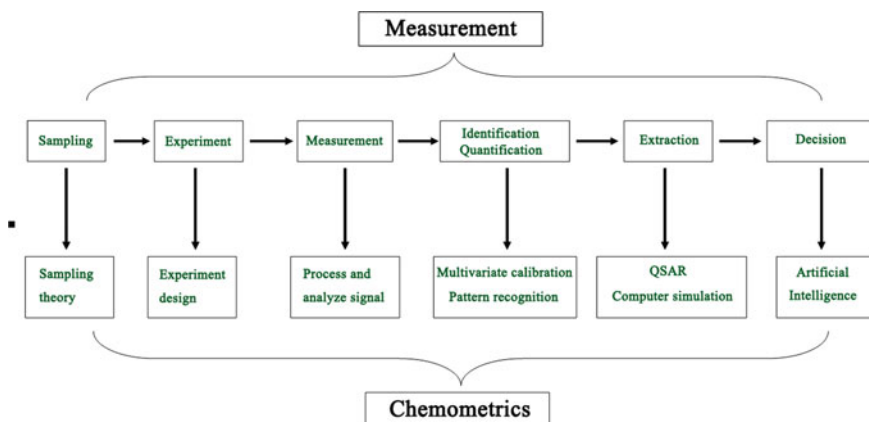 Measurement
Sampling
Experiment
Measurement
Identification
Quantification
Extraction
Decision
Sampling
theory
Experiment
design
Process and
analyze signal
Multivariate calibration
Pattern recognition
QSAR
Computer simulation
Artificial
Intelligence
Chemometrics